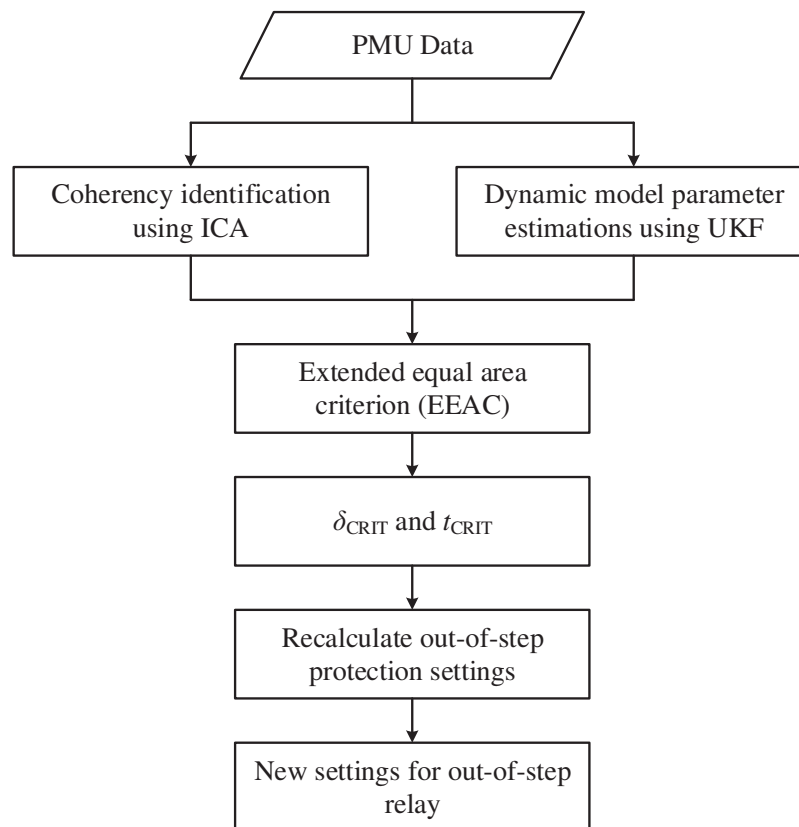 PMU Data
Coherency identification
using ICA
Dynamic model parameter
estimations using UKF
Extended equal area
criterion (EEAC)
δCRIT and tCRIT
Recalculate out-of-step
protection settings
New settings for out-of-step
relay